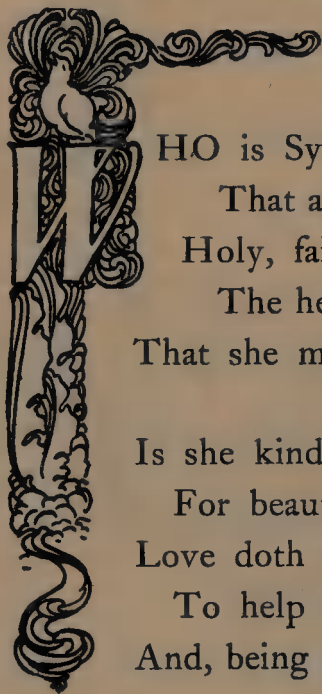 WHO is Sy
That a
Holy, fai
The he
That she m
Is she kind
For beaut
Love doth
To help
And, being